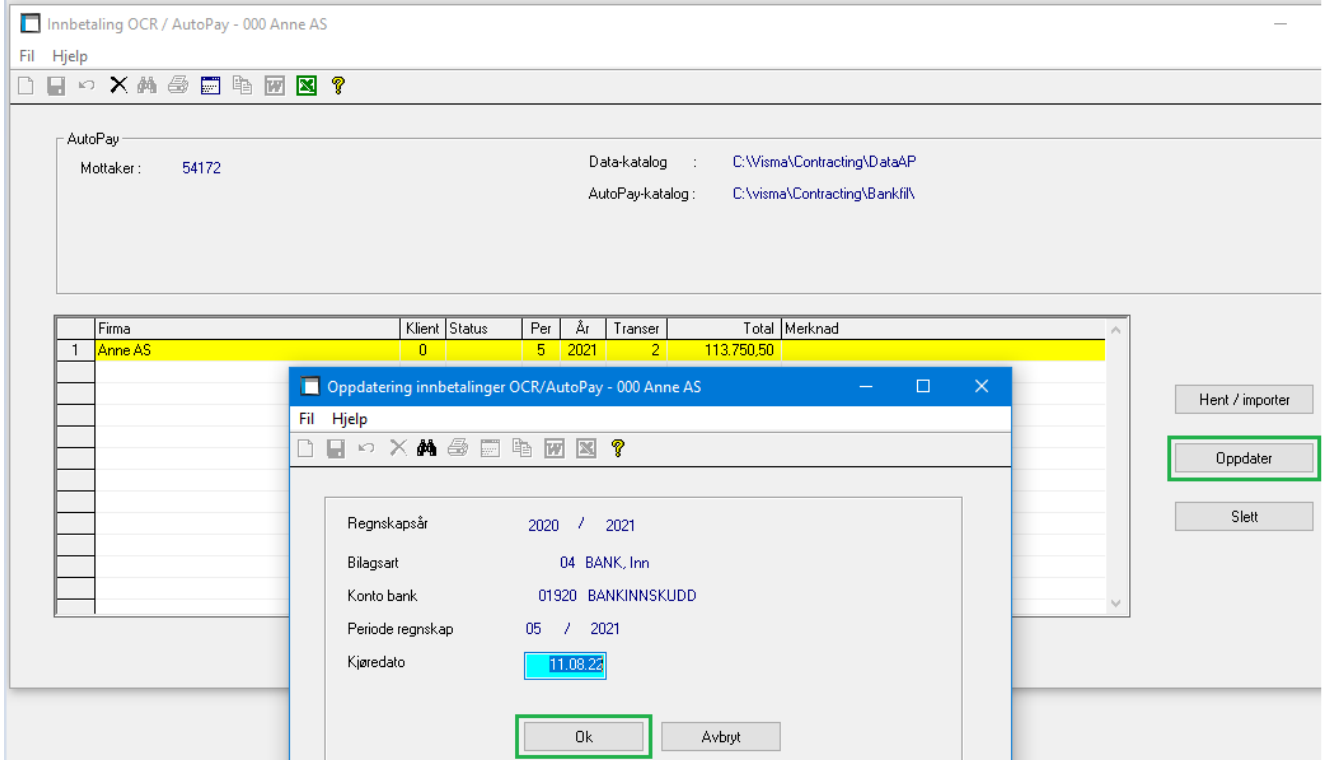 Innbetaling OCR / AutoPay - 000 Anne AS
Fil Hjelp
AutoPay
Mottaker : 54172
Data-katalog : C:\Visma\Contracting\DataAP
AutoPay-katalog : C:\visma\Contracting\Bankfil\
Firma Klient Status Per År Transer Total Merknad
1 Anne AS 0 5 2021 2 113.750,50
Hent / importer
Oppdater
Slett
Oppdatering innbetalinger OCR/AutoPay - 000 Anne AS
Fil Hjelp
Regnskapsår 2020 / 2021
Bilagsart 04 BANK, Inn
Konto bank 01920 BANKINNSKUDD
Periode regnskap 05 / 2021
Kjøredato 11.08.22
Ok Avbryt